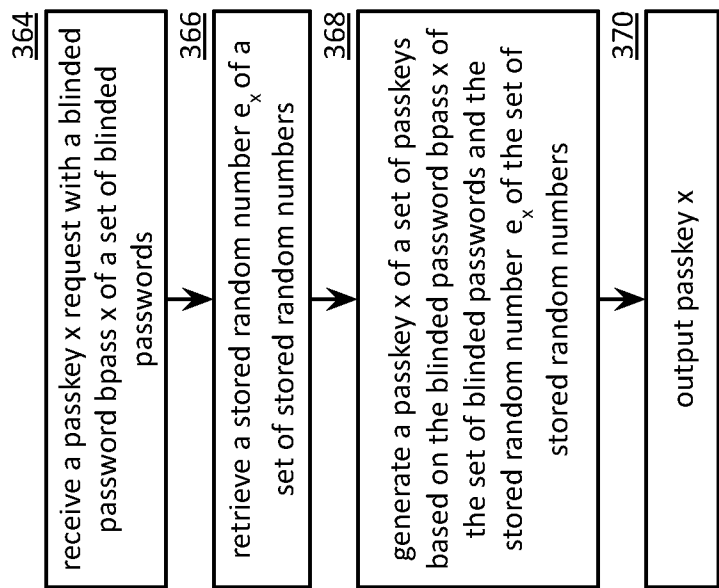 364
receive a passkey x request with a blinded
password bpass x of a set of blinded
passwords
366
retrieve a stored random number e_x of a
set of stored random numbers
368
generate a passkey x of a set of passkeys
based on the blinded password bpass x of
the set of blinded passwords and the
stored random number e_x of the set of
stored random numbers
370
output passkey x